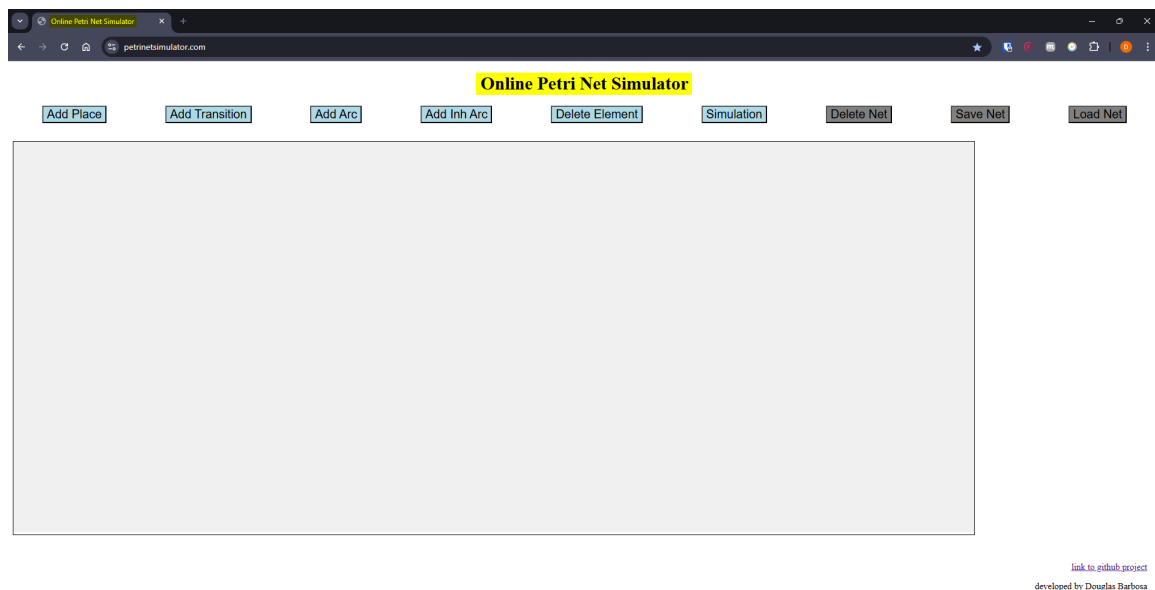 Online Petri Net Simulator
petrinetsimulator.com
Online Petri Net Simulator
Add Place Add Transition Add Arc Add Inh Arc Delete Element Simulation Delete Net Save Net Load Net
link to github project
developed by Douglas Barbosa